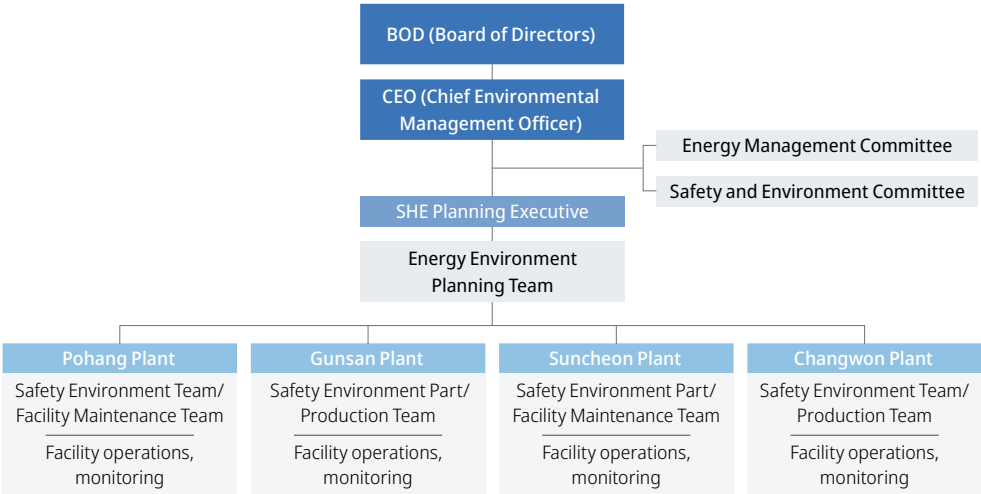 BOD (Board of Directors)
CEO (Chief Environmental
Management Officer)
Energy Management Committee
Safety and Environment Committee
SHE Planning Executive
Energy Environment
Planning Team
Pohang Plant
Safety Environment Team/
Facility Maintenance Team
Facility operations,
monitoring
Gunsan Plant
Safety Environment Part/
Production Team
Facility operations,
monitoring
Suncheon Plant
Safety Environment Part/
Facility Maintenance Team
Facility operations,
monitoring
Changwon Plant
Safety Environment Team/
Production Team
Facility operations,
monitoring